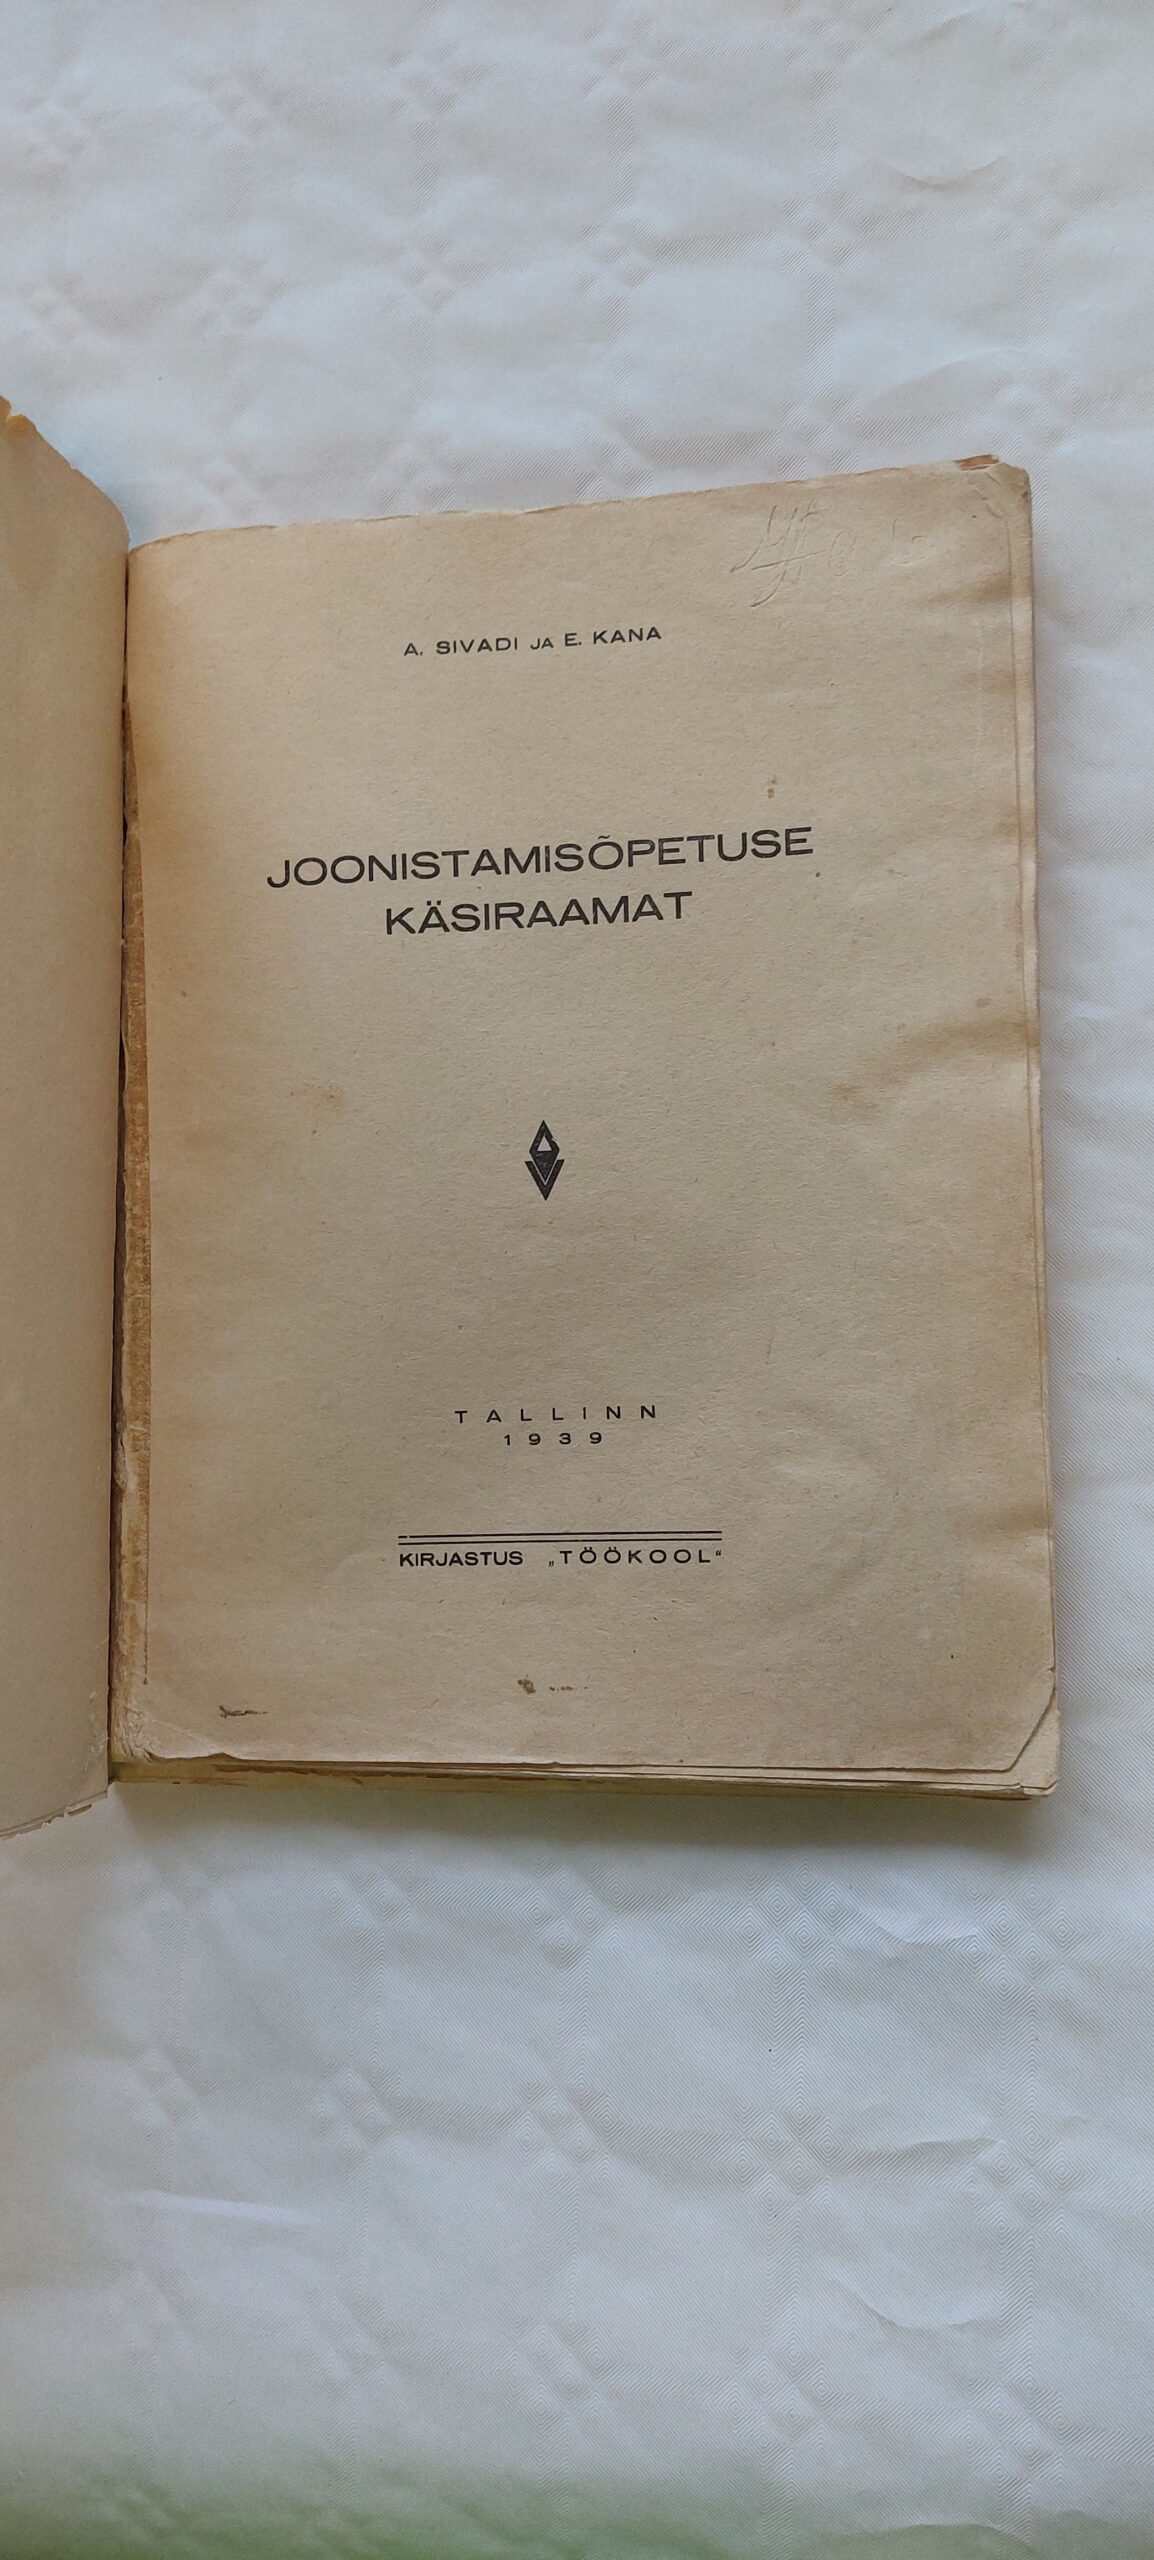 A. SIVADI JA E. KANA
JOONISTAMISÕPETUSE
KÄSIRAAMAT
TALLINN
1939
KIRJASTUS „TÖÖKOOL“